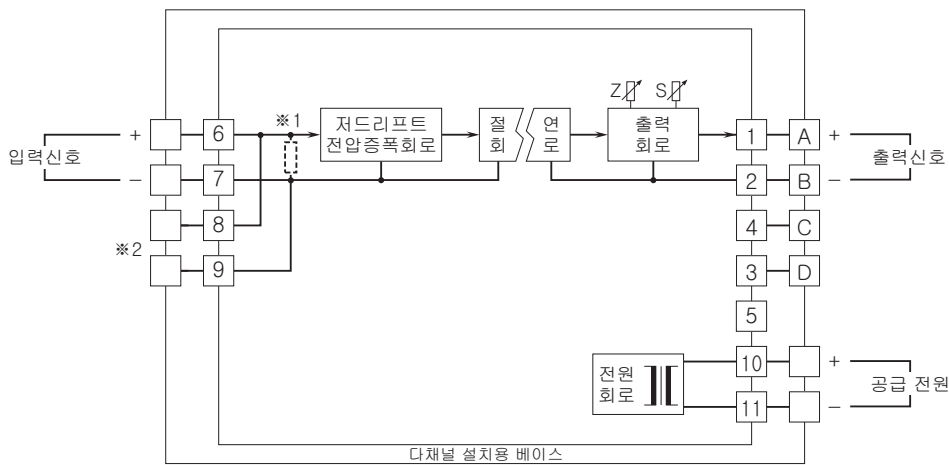 Z S
※1
저드리프트
전압증폭회로
절 연
회 로
출력
회로
+ 6 1 A +
입력신호
출력신호
− 7 2 B −
8 4 C
※2
9 3 D
5
전원
회로
10 +
공급 전원
11 −
다채널 설치용 베이스